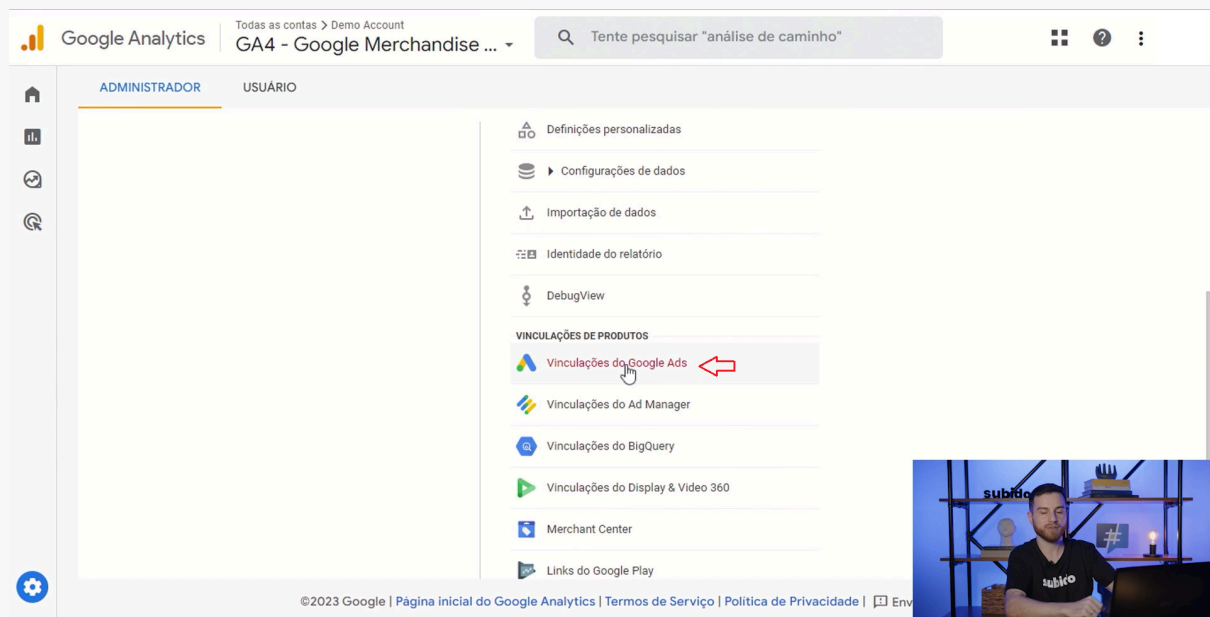 Google Analytics
Todas as contas > Demo Account
GA4 - Google Merchandise ...
Tente pesquisar "análise de caminho"
ADMINISTRADOR
USUÁRIO
Definições personalizadas
Configurações de dados
Importação de dados
Identidade do relatório
DebugView
VINCULAÇÕES DE PRODUTOS
Vinculações do Google Ads
Vinculações do Ad Manager
Vinculações do BigQuery
Vinculações do Display & Video 360
Merchant Center
Links do Google Play
©2023 Google | Página inicial do Google Analytics | Termos de Serviço | Política de Privacidade | Env
subido
#
subido